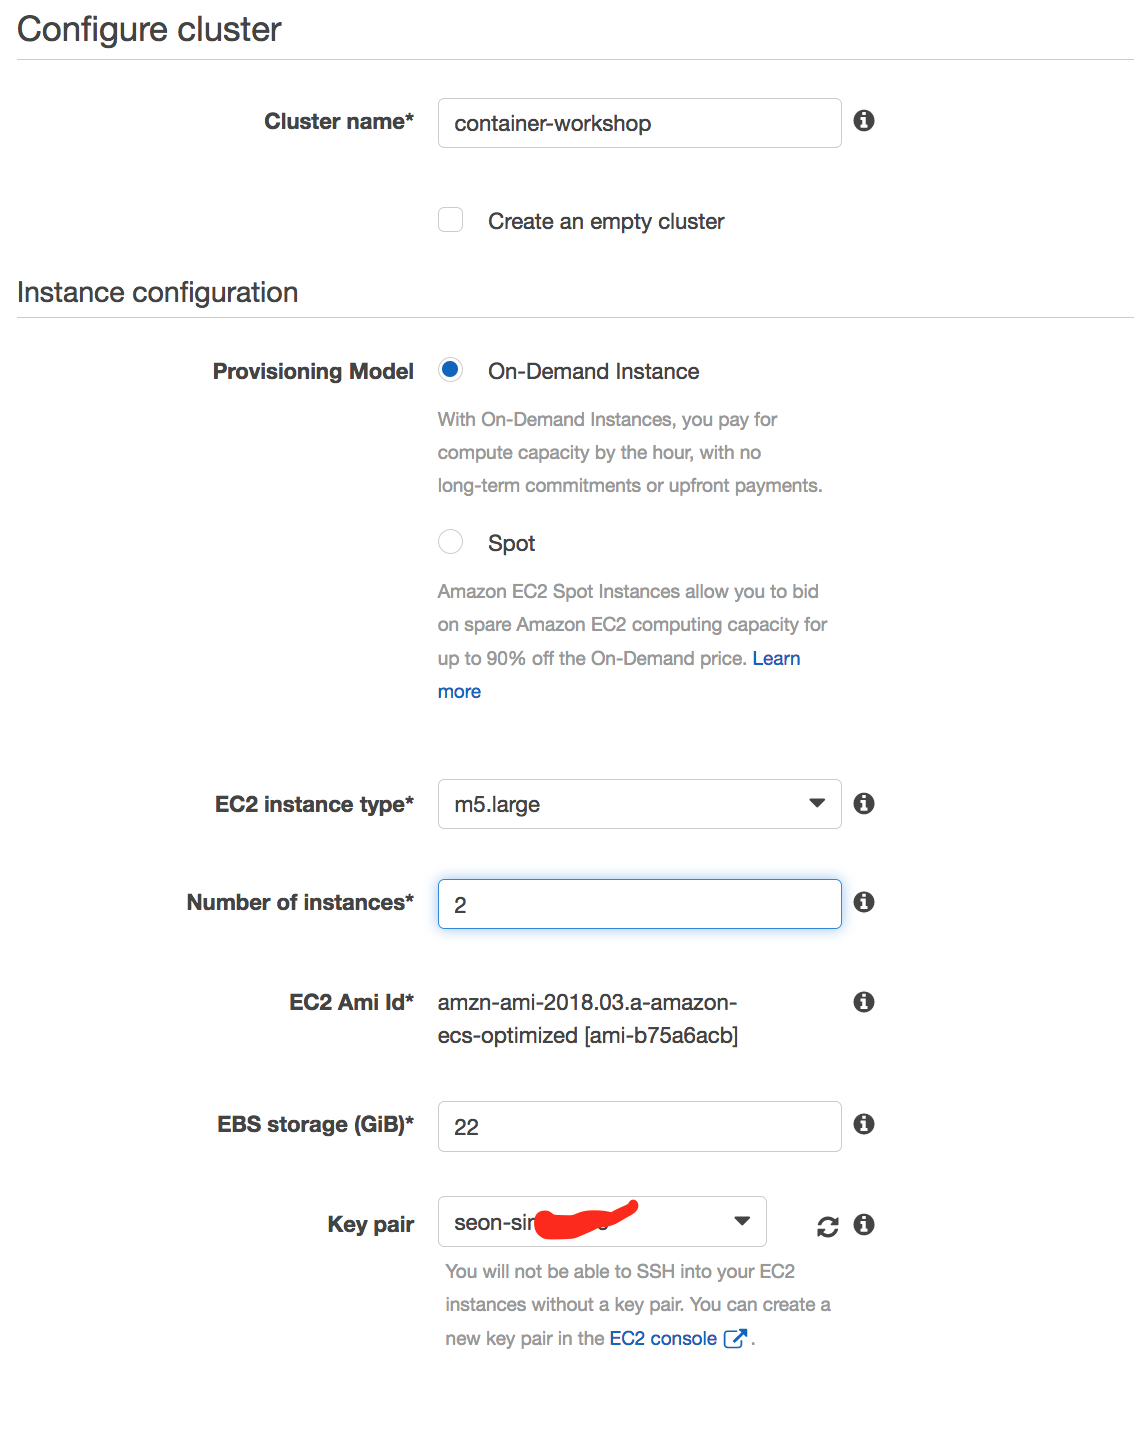 Configure cluster
Cluster name* container-workshop
Create an empty cluster
Instance configuration
Provisioning Model On-Demand Instance
With On-Demand Instances, you pay for
compute capacity by the hour, with no
long-term commitments or upfront payments.
Spot
Amazon EC2 Spot Instances allow you to bid
on spare Amazon EC2 computing capacity for
up to 90% off the On-Demand price. Learn
more
EC2 instance type* m5.large
Number of instances* 2
EC2 Ami Id* amzn-ami-2018.03.a-amazon-
ecs-optimized [ami-b75a6acb]
EBS storage (GiB)* 22
Key pair
You will not be able to SSH into your EC2
instances without a key pair. You can create a
new key pair in the EC2 console .